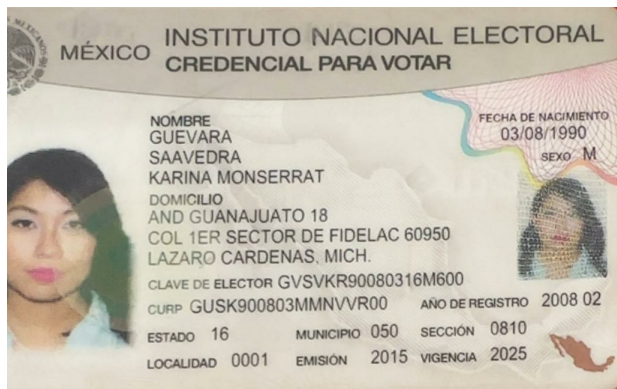 MÉXICO INSTITUTO NACIONAL ELECTORAL
CREDENCIAL PARA VOTAR
NOMBRE
GUEVARA
SAAVEDRA
KARINA MONSERRAT
FECHA DE NACIMIENTO
03/08/1990
SEXO M
DOMICILIO
AND GUANAJUATO 18
COL 1ER SECTOR DE FIDELAC 60950
LAZARO CARDENAS, MICH.
CLAVE DE ELECTOR GVSVKR90080316M600
CURP GUSK900803MMNVVR00 AÑO DE REGISTRO 2008 02
ESTADO 16 MUNICIPIO 050 SECCIÓN 0810
LOCALIDAD 0001 EMISIÓN 2015 VIGENCIA 2025